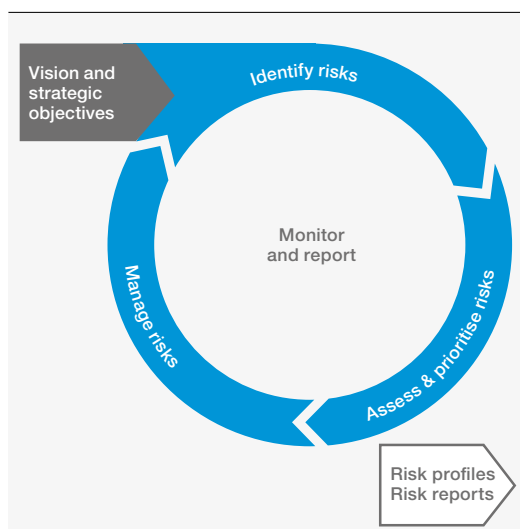 Vision and
strategic
objectives
Identify risks
Monitor
and report
Assess & prioritise risks
Manage risks
Risk profiles
Risk reports